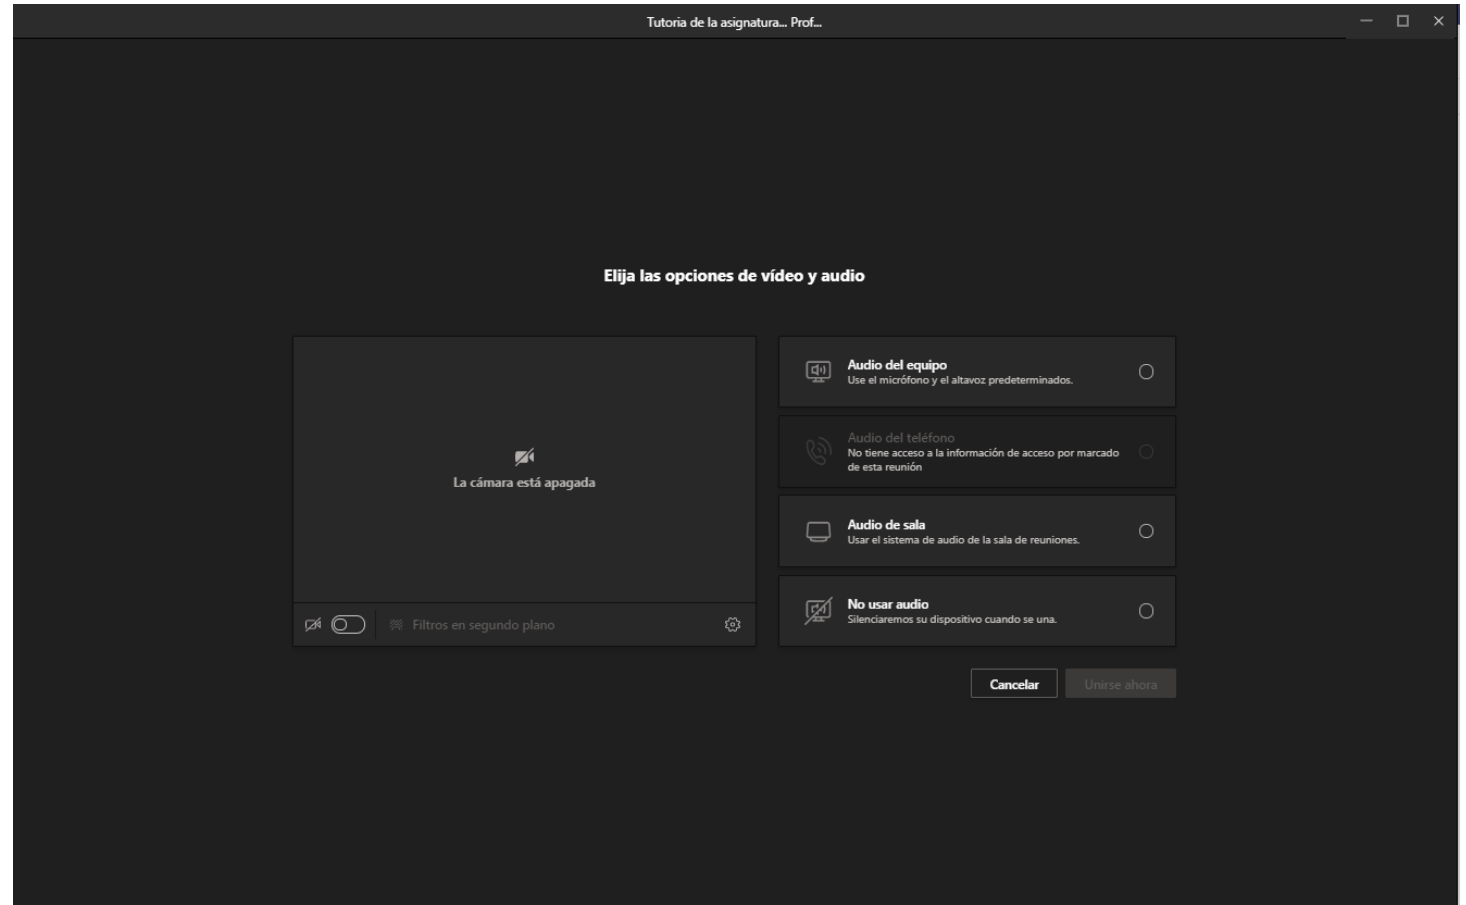 Tutoria de la asignatura... Prof...
Elija las opciones de vídeo y audio
La cámara está apagada
Filtros en segundo plano
Audio del equipo
Use el micrófono y el altavoz predeterminados.
Audio del teléfono
No tiene acceso a la información de acceso por marcado
de esta reunión
Audio de sala
Usar el sistema de audio de la sala de reuniones.
No usar audio
Silenciaremos su dispositivo cuando se una.
Cancelar
Unirse ahora